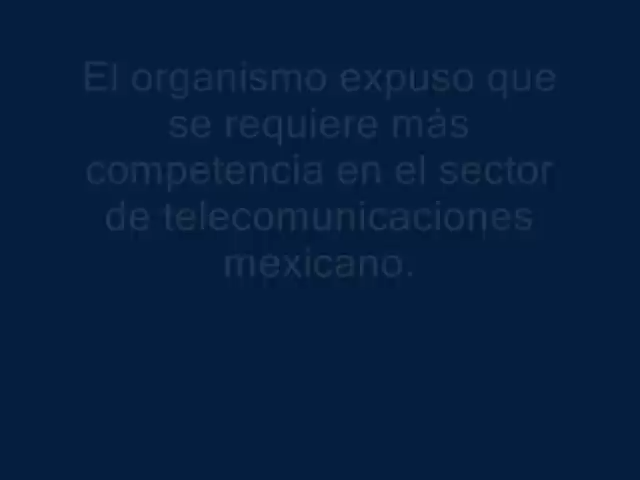 El organismo expuso que
se requiere más
competencia en el sector
de telecomunicaciones
mexicano.